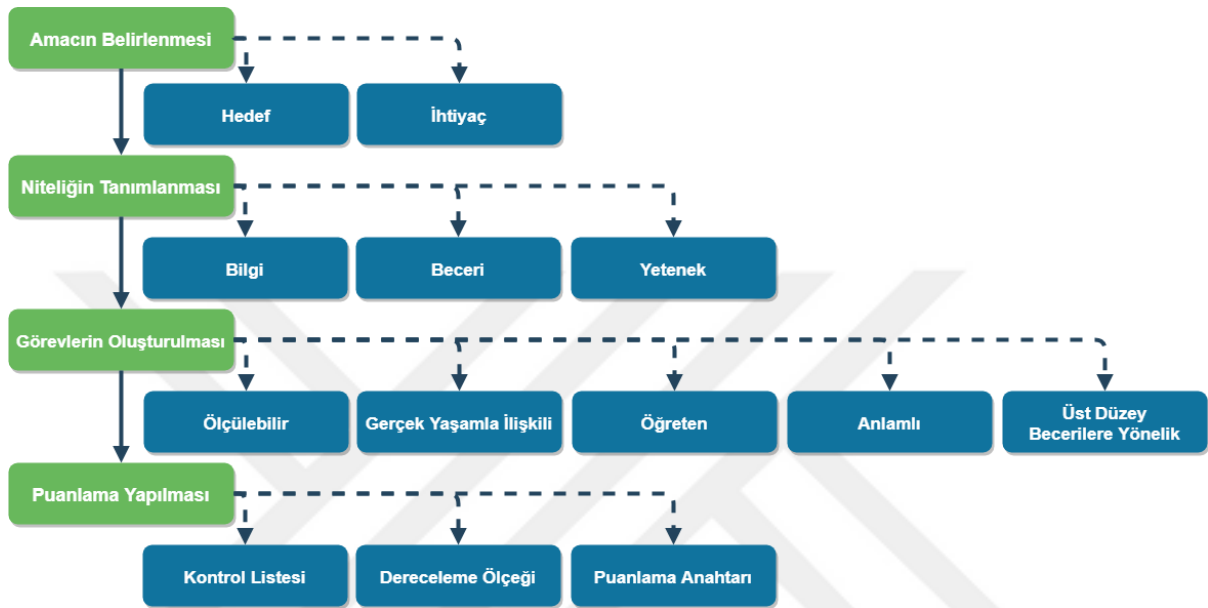 Amacın Belirlenmesi
Hedef
İhtiyaç
Niteliğin Tanımlanması
Bilgi
Beceri
Yetenek
Görevlerin Oluşturulması
Ölçülebilir
Gerçek Yaşamla İlişkili
Öğreten
Anlamlı
Üst Düzey
Becerilere Yönelik
Puanlama Yapılması
Kontrol Listesi
Dereceleme Ölçeği
Puanlama Anahtarı